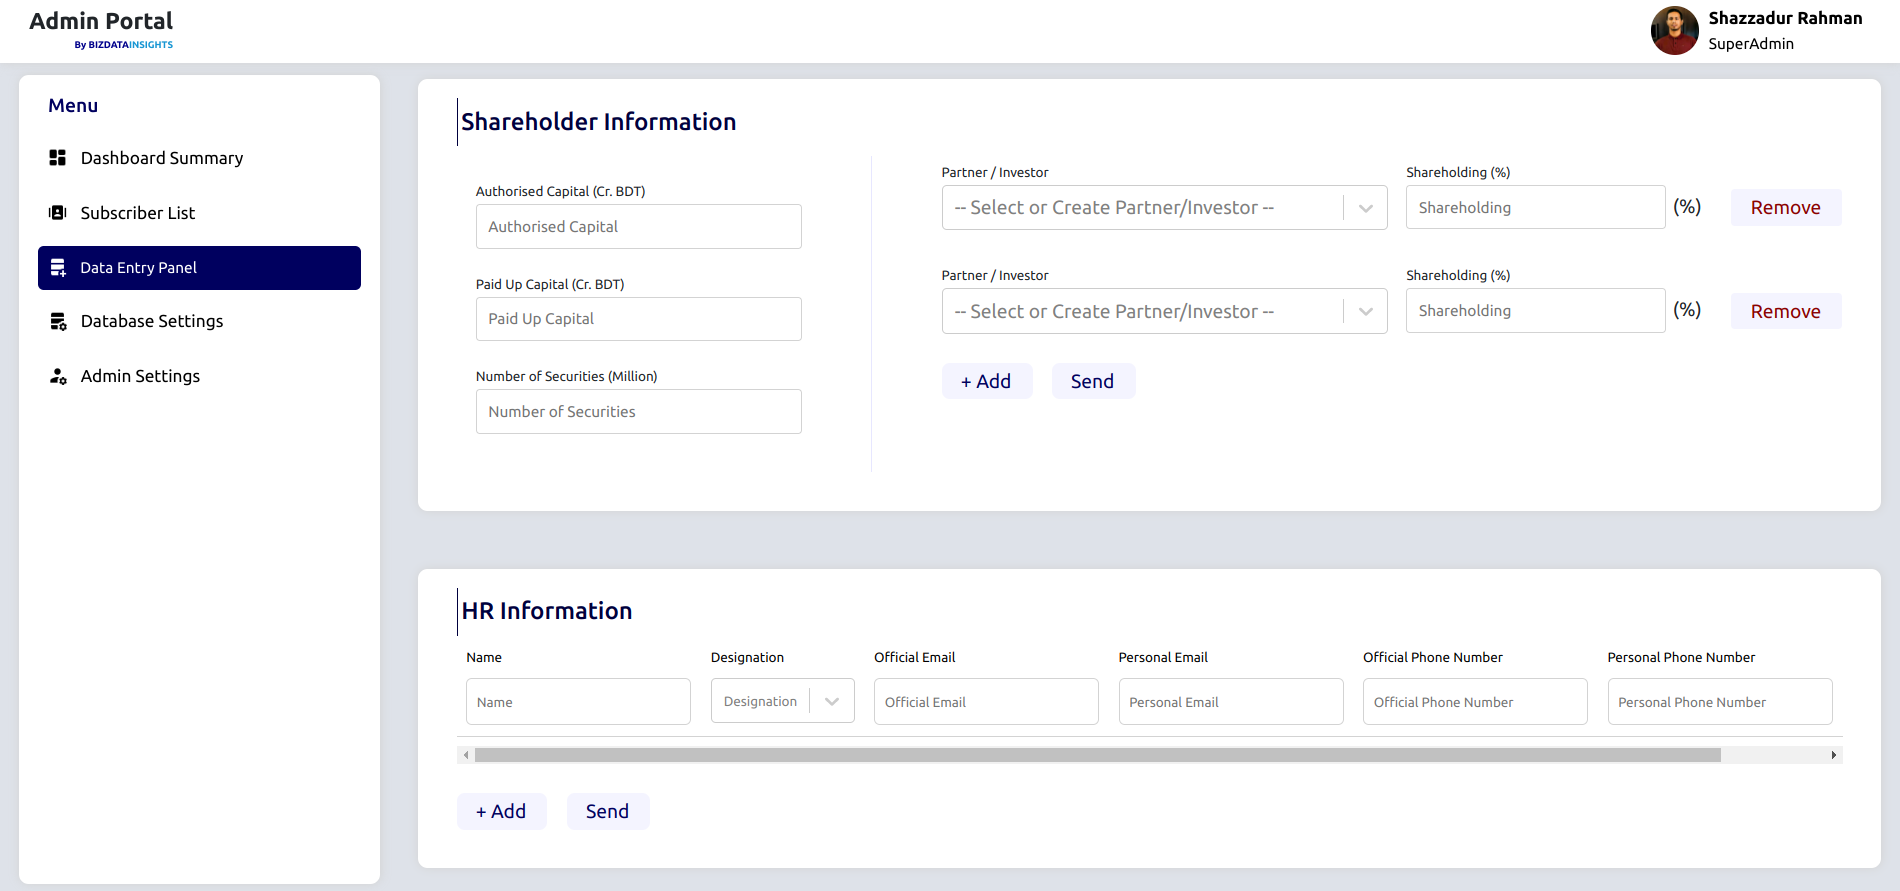 Admin Portal
By BIZDATAINSIGHTS
Shazzadur Rahman
SuperAdmin
Menu
Dashboard Summary
Subscriber List
Data Entry Panel
Database Settings
Admin Settings
Shareholder Information
Authorised Capital (Cr. BDT)
Authorised Capital
Paid Up Capital (Cr. BDT)
Paid Up Capital
Number of Securities (Million)
Number of Securities
Partner / Investor Shareholding (%)
-- Select or Create Partner/Investor -- Shareholding (%) Remove
Partner / Investor Shareholding (%)
-- Select or Create Partner/Investor -- Shareholding (%) Remove
+ Add Send
HR Information
Name Designation Official Email Personal Email Official Phone Number Personal Phone Number
Name Designation Official Email Personal Email Official Phone Number Personal Phone Number
+ Add Send